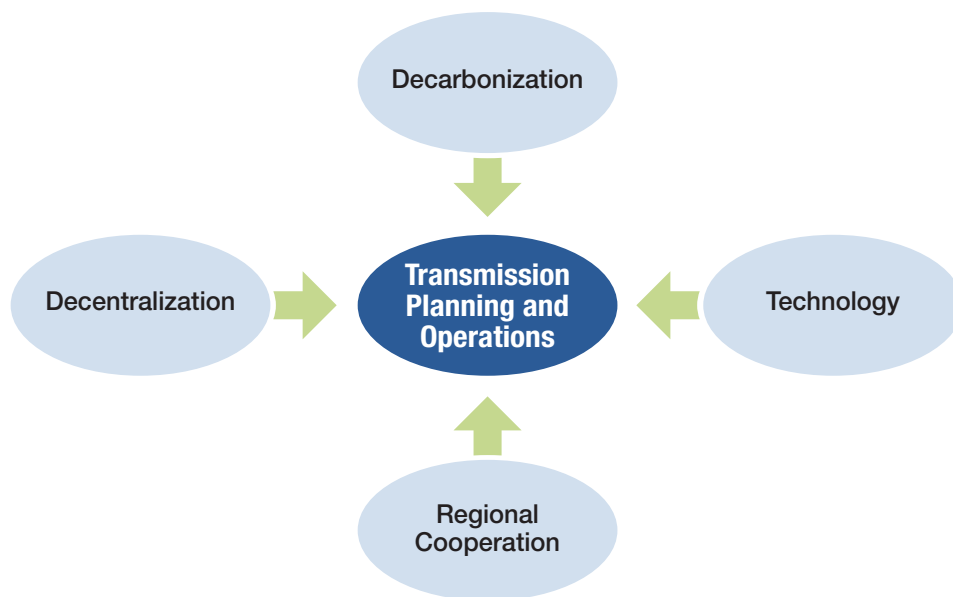 Decarbonization
Decentralization
Transmission
Planning and
Operations
Technology
Regional
Cooperation